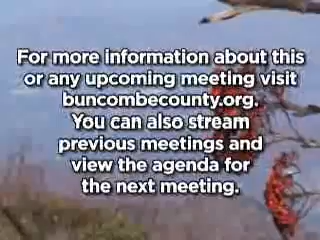 For more information about this
or any upcoming meeting visit
buncombecounty.org.
You can also stream
previous meetings and
view the agenda for
the next meeting.